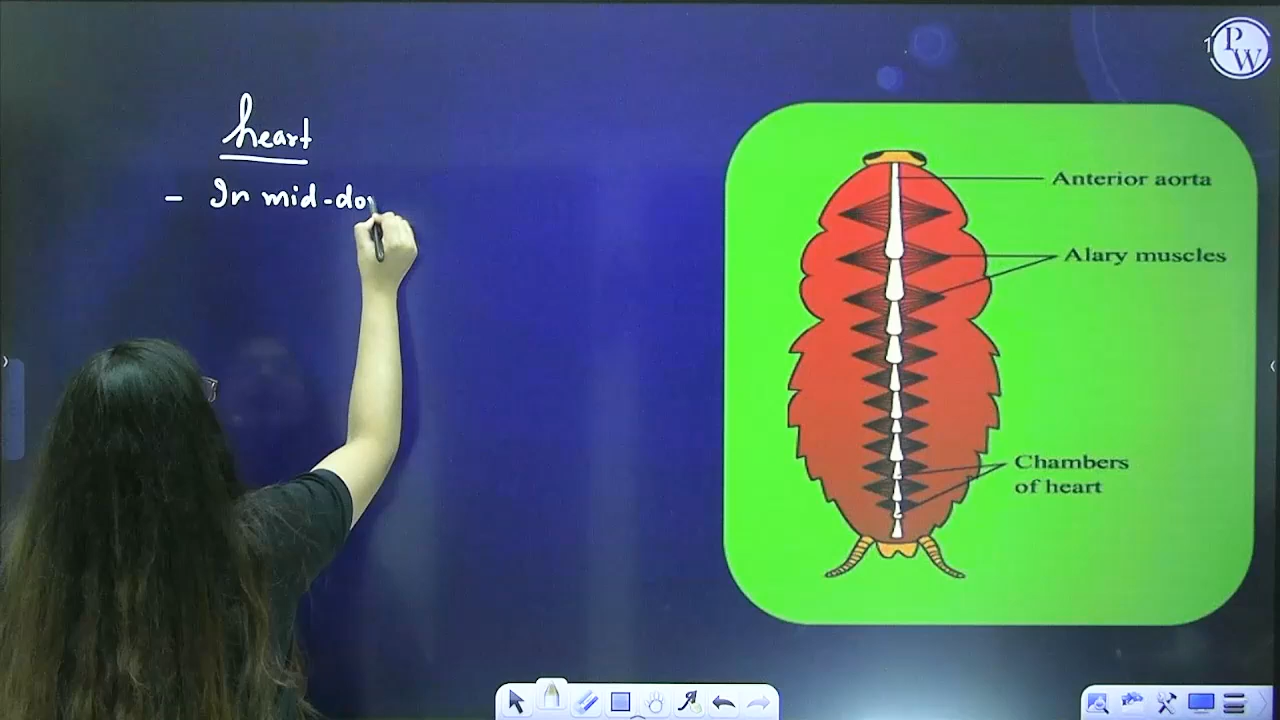 heart
- In mid-do
Anterior aorta
Alary muscles
Chambers
of heart
PW